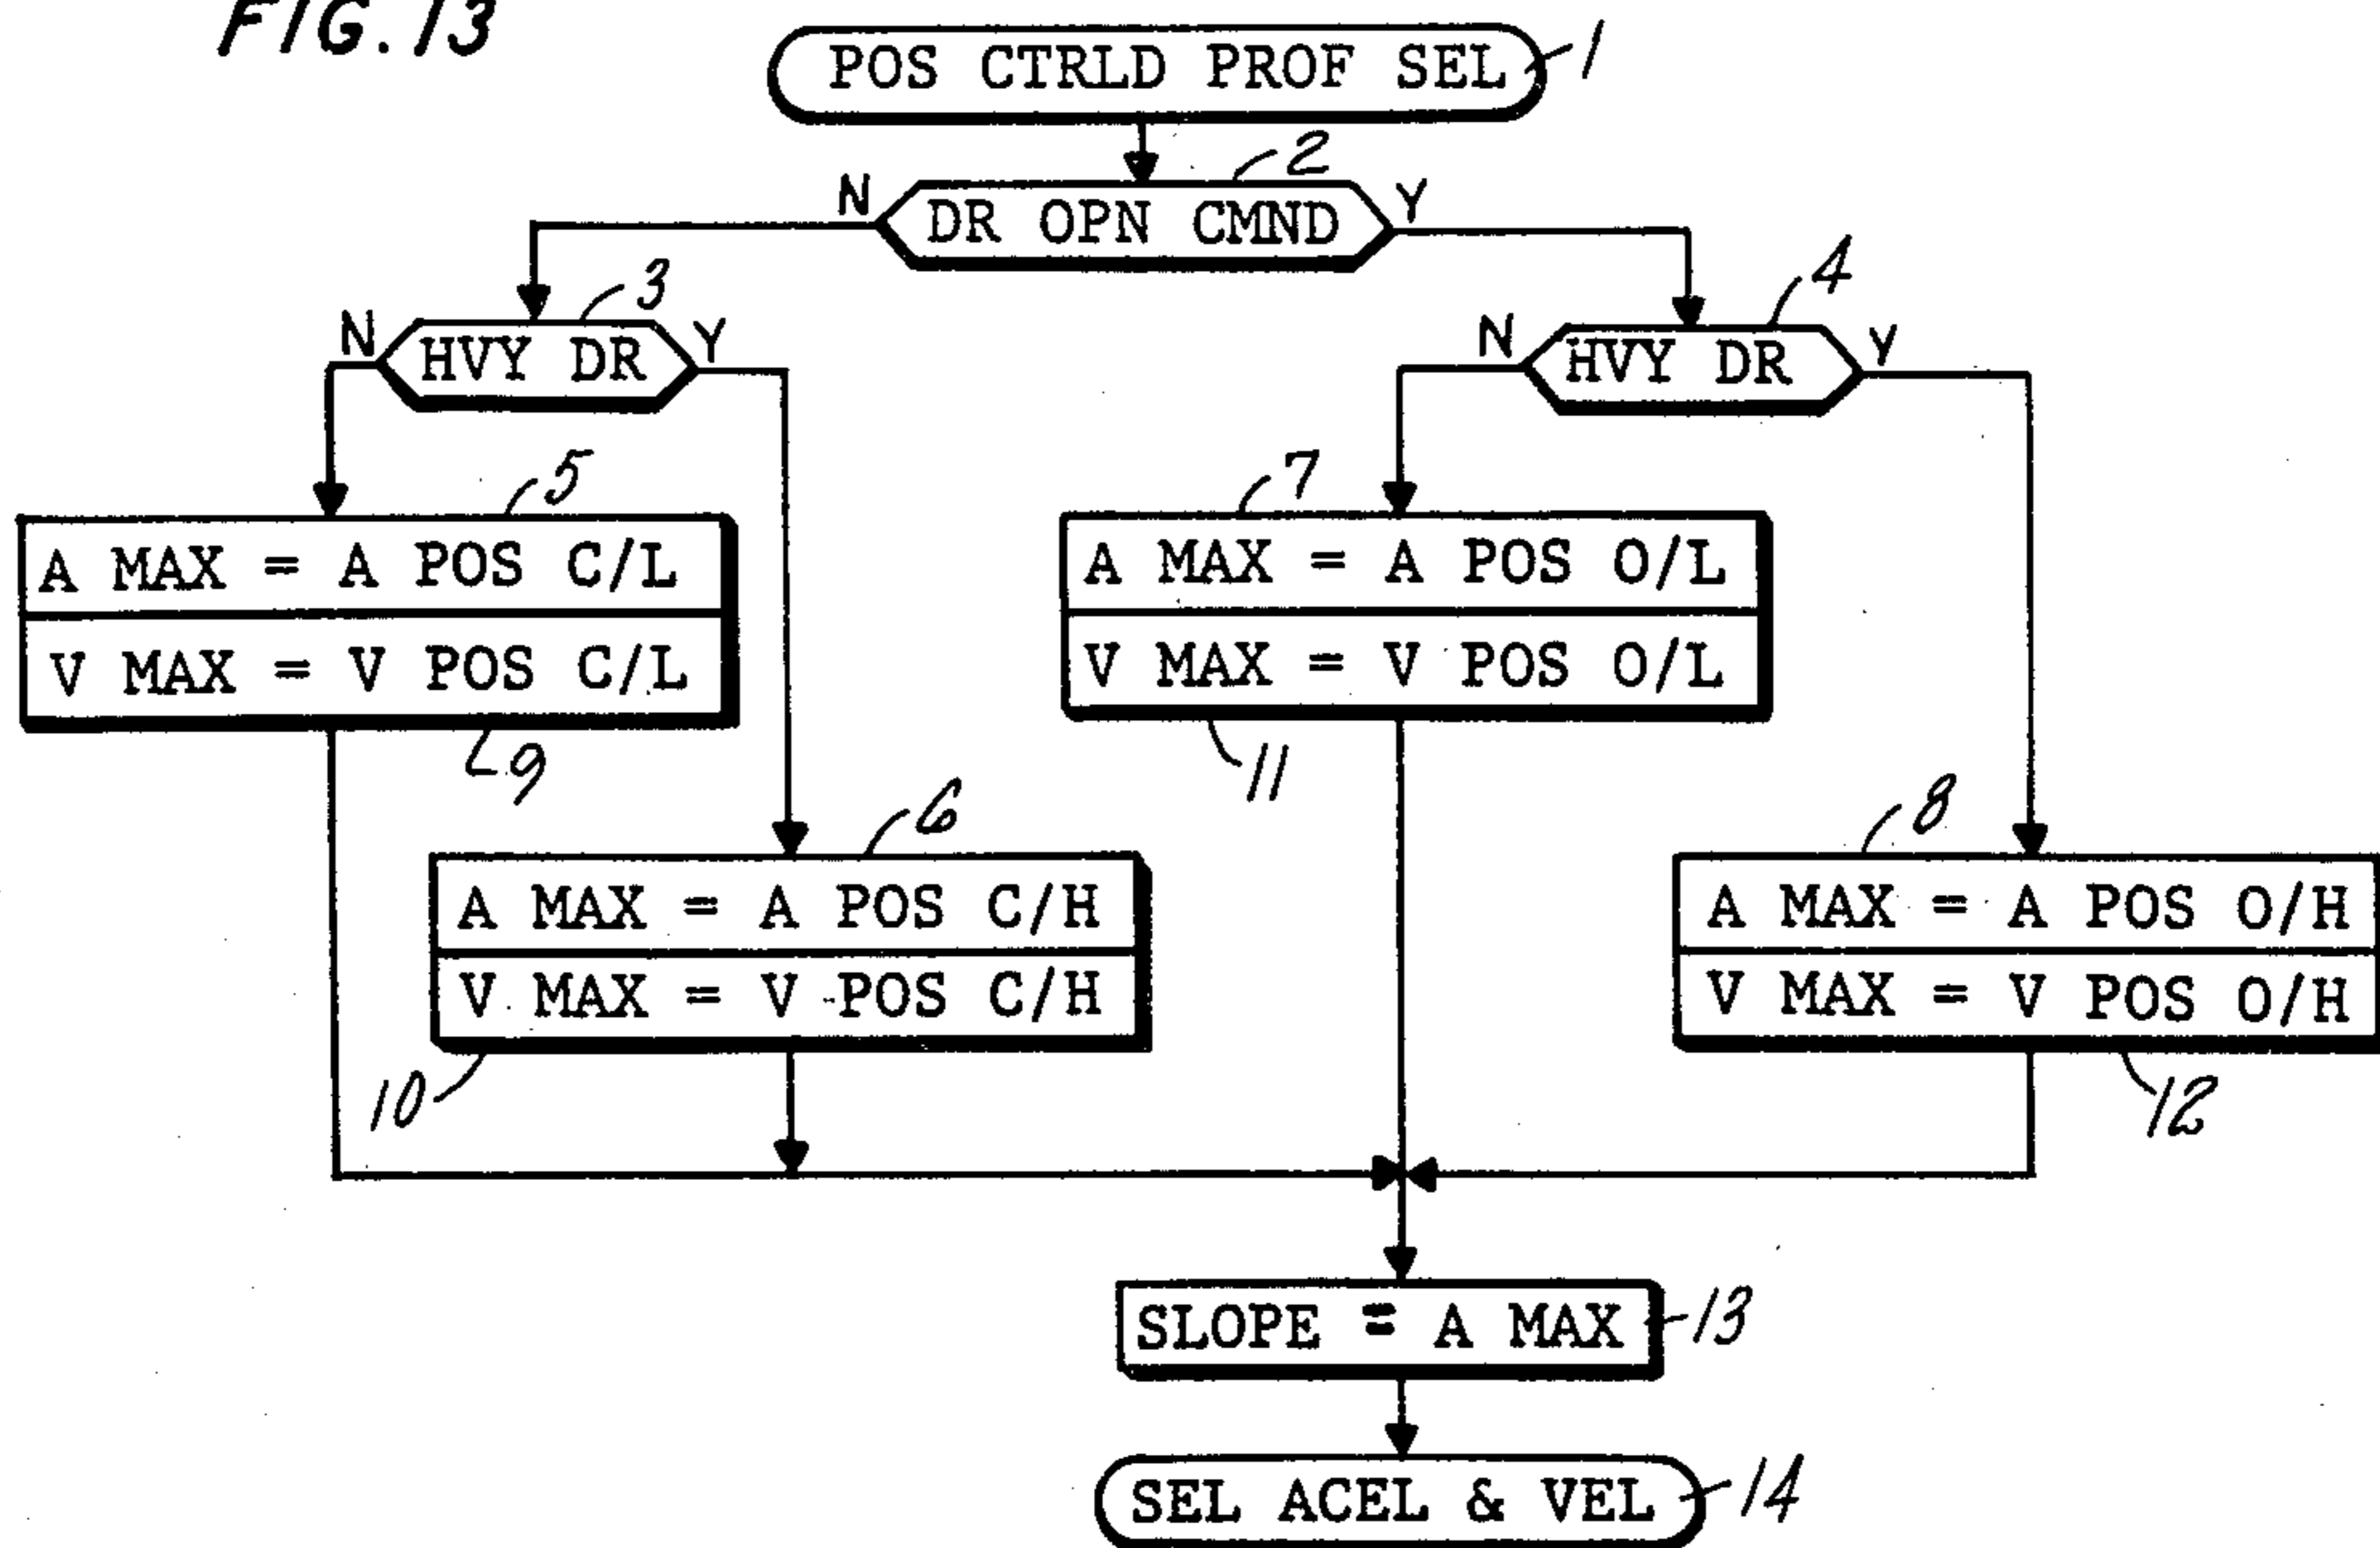 FIG. 13
POS CTRLD PROF SEL
1
2
N
DR OPN CMND
Y
3
4
N
HVY DR
Y
N
HVY DR
Y
5
7
A MAX = A POS C/L
V MAX = V POS C/L
A MAX = A POS O/L
V MAX = V POS O/L
9
11
6
8
A MAX = A POS C/H
V MAX = V POS C/H
A MAX = A POS O/H
V MAX = V POS O/H
10
12
SLOPE = A MAX
13
SEL ACEL & VEL
14